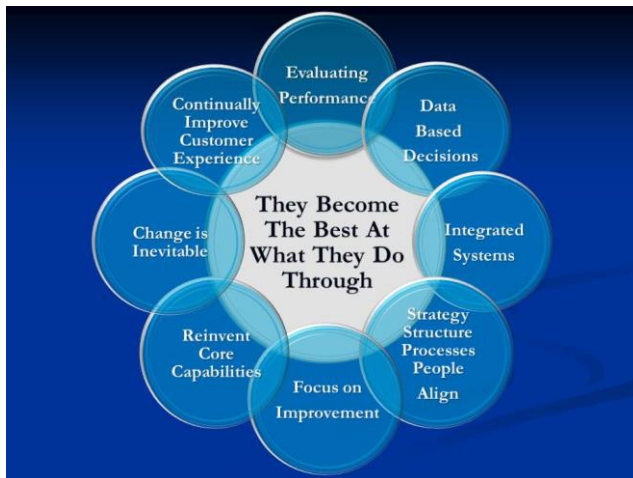 They Become
The Best At
What They Do
Through
Evaluating
Performance
Data
Based
Decisions
Integrated
Systems
Strategy
Structure
Processes
People
Align
Focus on
Improvement
Reinvent
Core
Capabilities
Change is
Inevitable
Continually
Improve
Customer
Experience